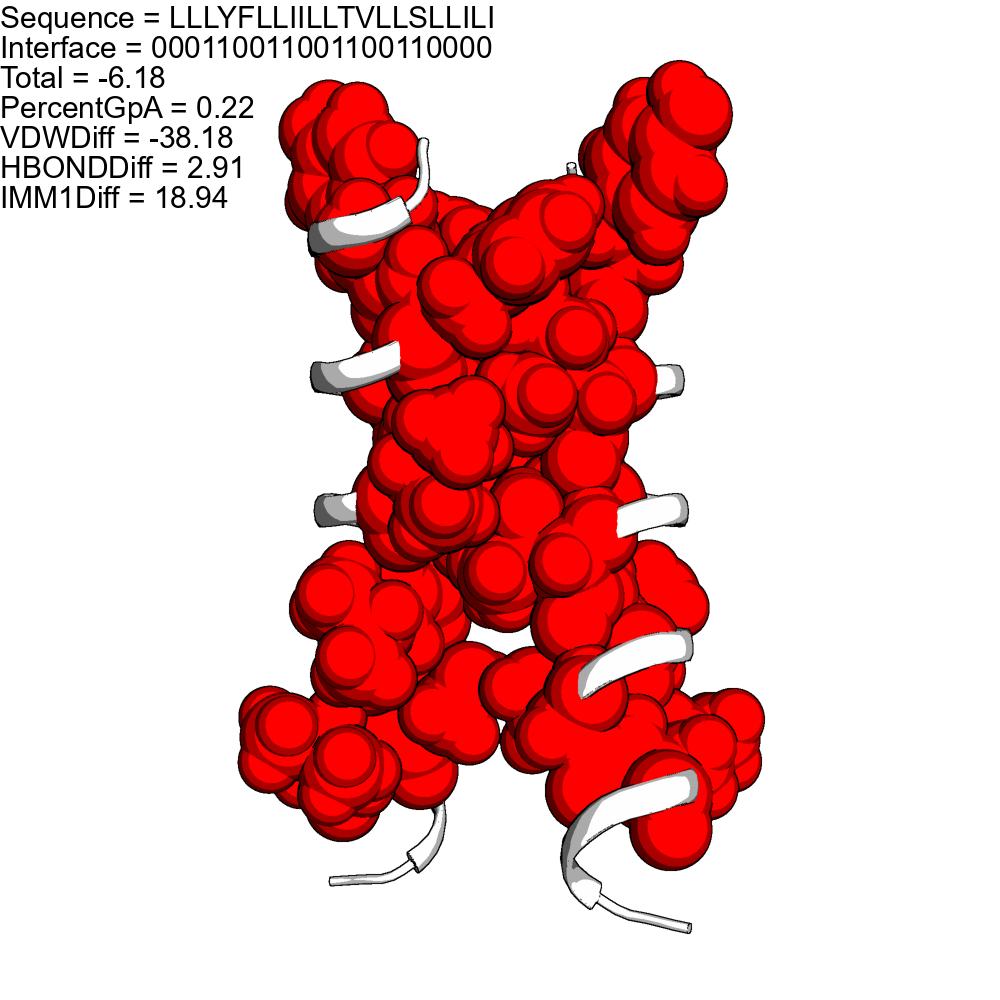 Sequence = LLLYFLLIILLTVLLSLLILI
Interface = 000110011001100110000
Total = -6.18
PercentGpA = 0.22
VDWDiff = -38.18
HBONDDiff = 2.91
IMM1Diff = 18.94